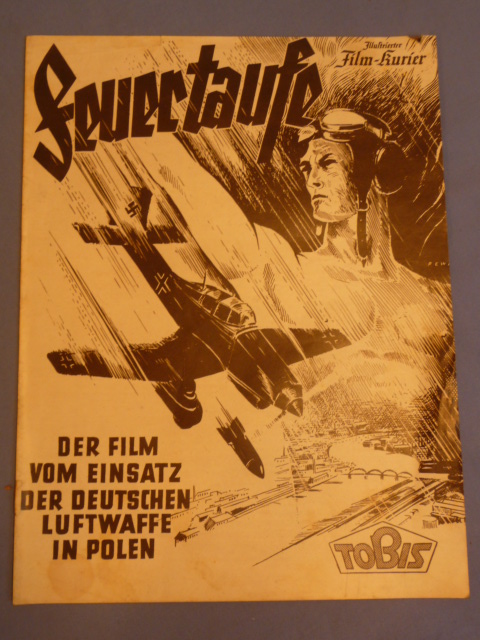 Illustrierter
Film-Kurier
Feuertaufe
DER FILM
VOM EINSATZ
DER DEUTSCHEN
LUFTWAFFE
IN POLEN
TOBIS